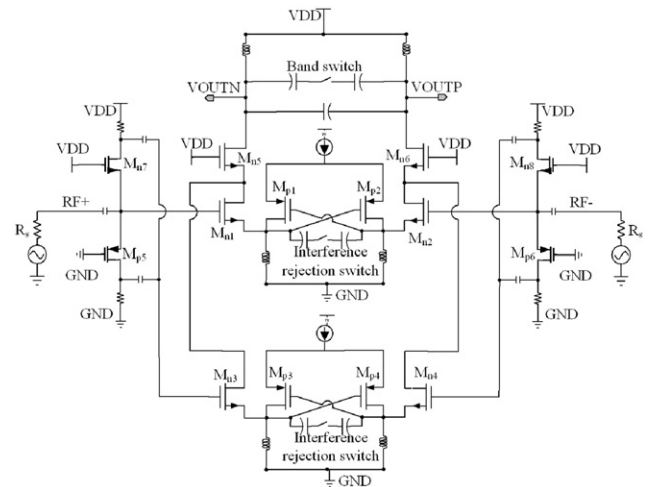 VDD
Band switch
VOUTN
VOUTP
VDD
VDD
VDD
Mn7
VDD
Mn5
Mn6
VDD
Mn8
VDD
Mp1
Mp2
RF+
RF-
Rs
Mn1
Mn2
Rs
Mp5
Interference
rejection switch
Mp6
GND
GND
GND
GND
GND
Mp3
Mp4
Mn3
Mn4
Interference
rejection switch
GND